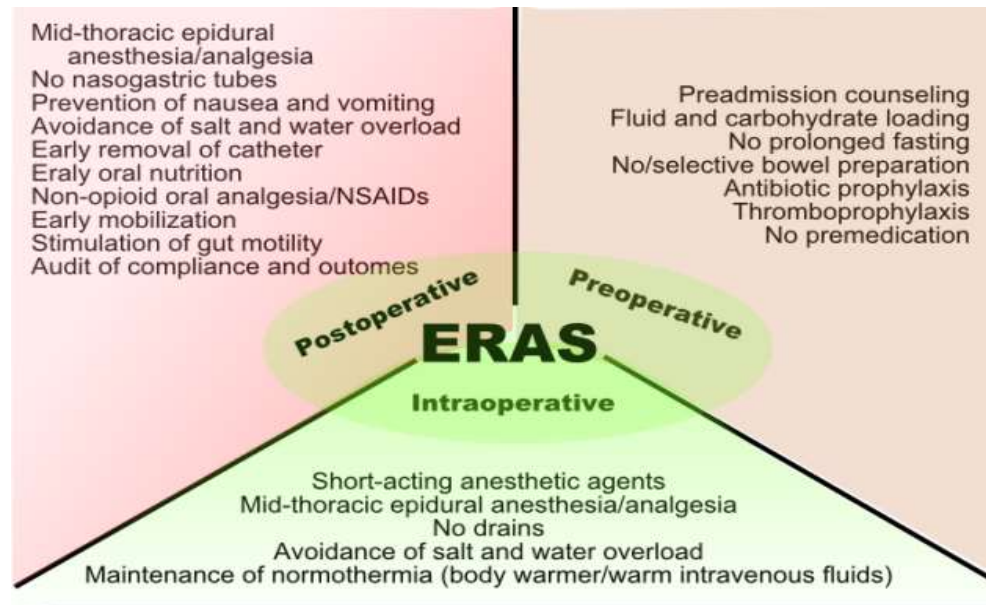 Mid-thoracic epidural
anesthesia/analgesia
No nasogastric tubes
Prevention of nausea and vomiting
Avoidance of salt and water overload
Early removal of catheter
Eraly oral nutrition
Non-opioid oral analgesia/NSAIDs
Early mobilization
Stimulation of gut motility
Audit of compliance and outomes
Preadmission counseling
Fluid and carbohydrate loading
No prolonged fasting
No/selective bowel preparation
Antibiotic prophylaxis
Thromboprophylaxis
No premedication
Postoperative
Preoperative
ERAS
Intraoperative
Short-acting anesthetic agents
Mid-thoracic epidural anesthesia/analgesia
No drains
Avoidance of salt and water overload
Maintenance of normothermia (body warmer/warm intravenous fluids)